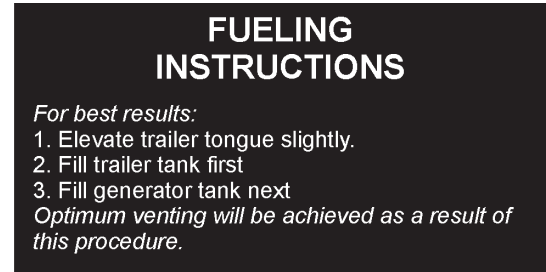 FUELING
INSTRUCTIONS
For best results:
1. Elevate trailer tongue slightly.
2. Fill trailer tank first
3. Fill generator tank next
Optimum venting will be achieved as a result of
this procedure.